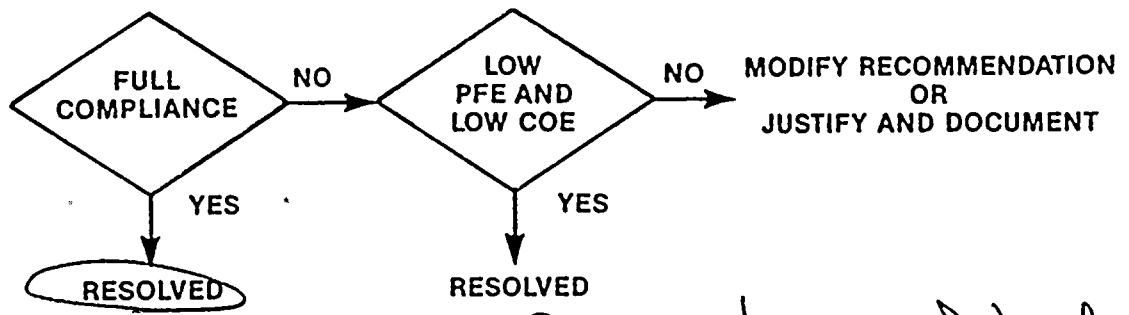 FULL
COMPLIANCE
NO
LOW
PFE AND
LOW COE
NO
MODIFY RECOMMENDATION
OR
JUSTIFY AND DOCUMENT
YES
YES
RESOLVED
RESOLVED